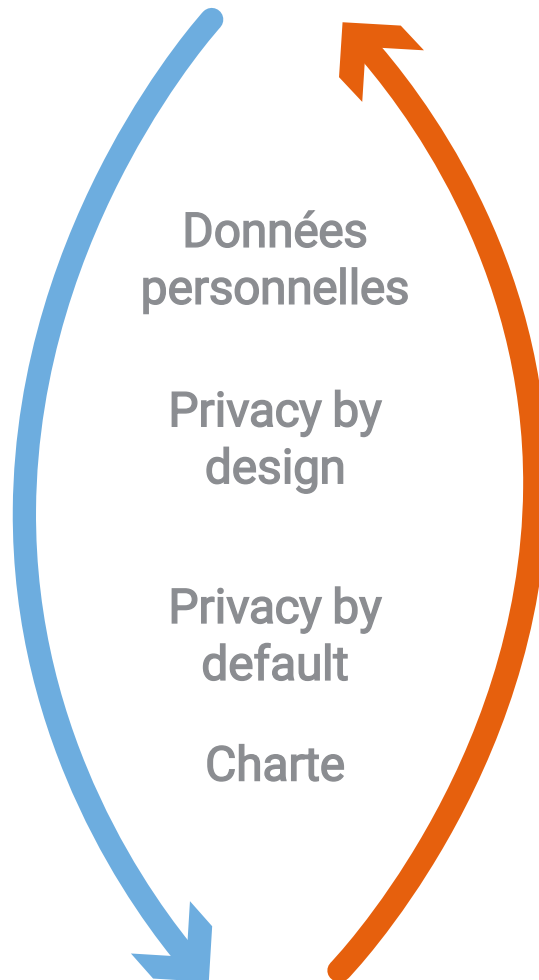 Données
personnelles
Privacy by
design
Privacy by
default
Charte